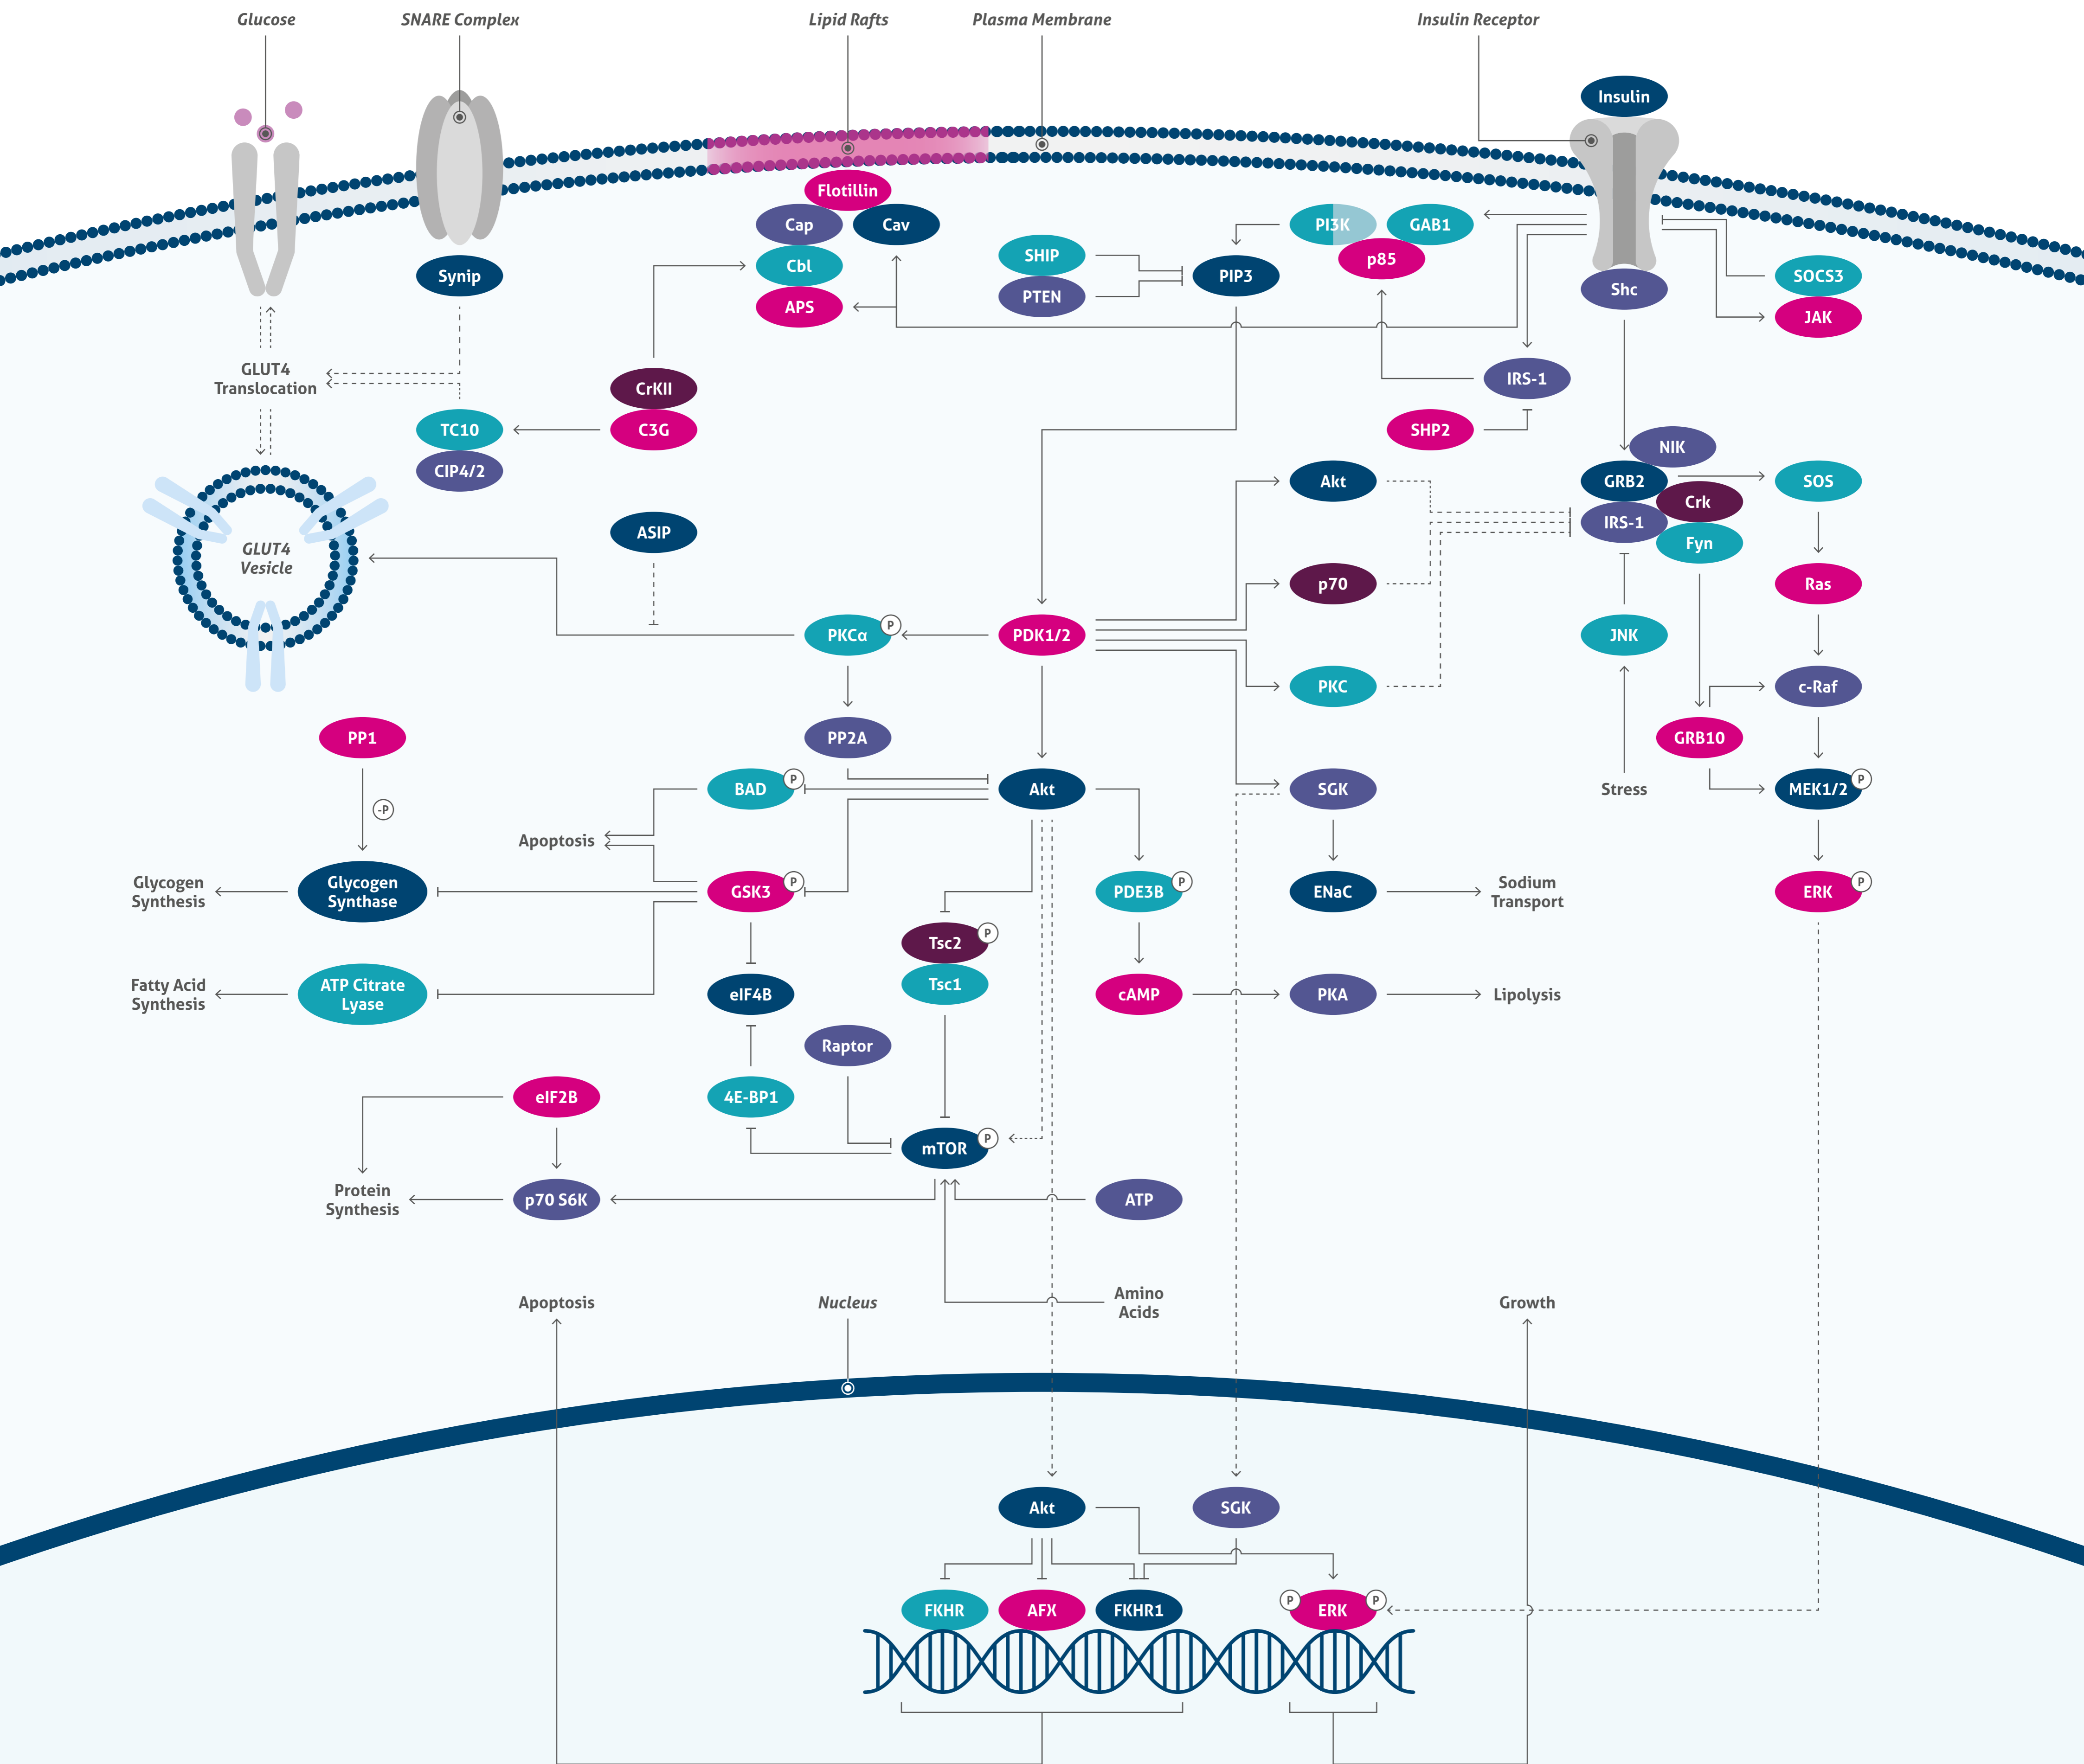 Glucose
SNARE Complex
Lipid Rafts
Plasma Membrane
Insulin Receptor
Insulin
Flotillin
Cap
Cav
PI3K
GAB1
SHIP
p85
Synip
Cbl
PIP3
Shc
SOCS3
PTEN
APS
JAK
GLUT4
Translocation
CrKII
IRS-1
TC10
C3G
SHP2
NIK
CIP4/2
Akt
GRB2
SOS
Crk
ASIP
IRS-1
Fyn
GLUT4
Vesicle
p70
Ras
PKCα
P
PDK1/2
JNK
PKC
c-Raf
PP1
PP2A
GRB10
BAD
P
Akt
SGK
Stress
MEK1/2
P
-P
Apoptosis
Glycogen
Synthesis
Glycogen
Synthase
GSK3
P
PDE3B
P
ENaC
Sodium
Transport
ERK
P
Tsc2
P
Tsc1
Fatty Acid
Synthesis
ATP Citrate
Lyase
eIF4B
cAMP
PKA
Lipolysis
Raptor
eIF2B
4E-BP1
mTOR
P
Protein
Synthesis
p70 S6K
ATP
Apoptosis
Nucleus
Amino
Acids
Growth
Akt
SGK
FKHR
AFX
FKHR1
P
ERK
P